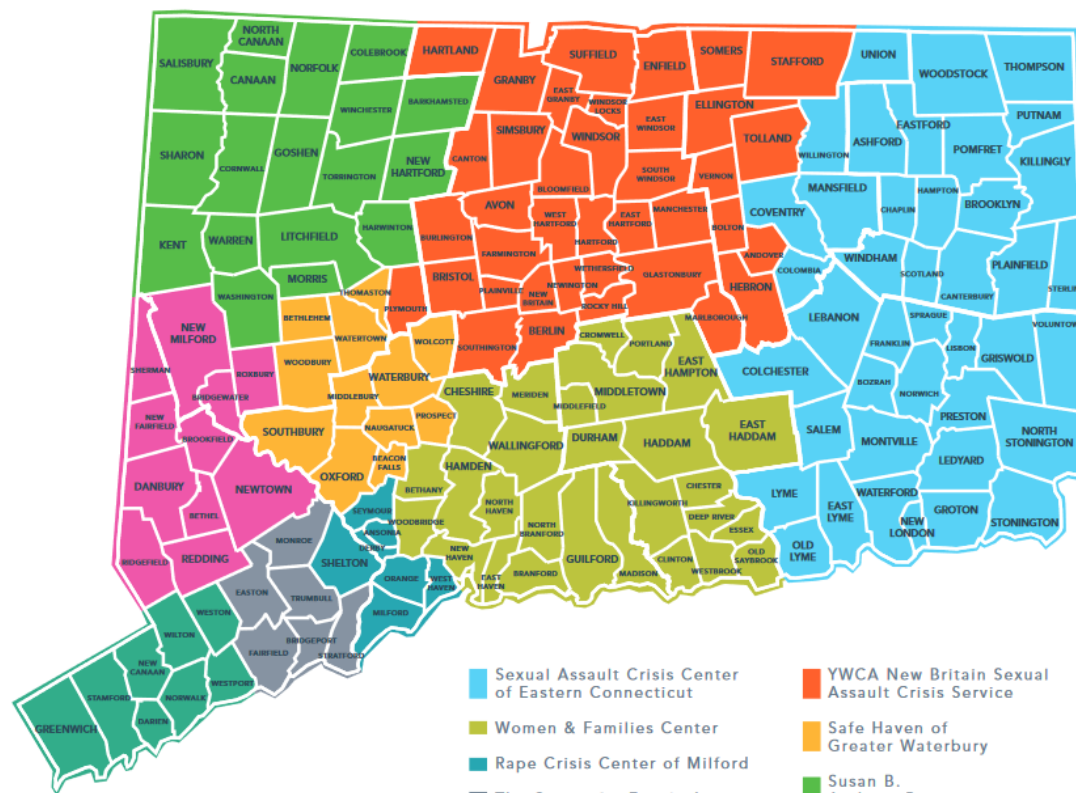 NORTH
CANAAN
COLEBROOK
HARTLAND
SUFFIELD
SOMERS
STAFFORD
UNION
SALISBURY
CANAAN
NORFOLK
GRANBY
EAST
GRANBY
WINDSOR
LOCKS
ENFIELD
WOODSTOCK
THOMPSON
WINCHESTER
BARKHAMSTED
ELLINGTON
PUTNAM
SHARON
CORNWALL
GOSHEN
TORRINGTON
NEW
HARTFORD
CANTON
SIMSBURY
WINDSOR
EAST
WINDSOR
TOLLAND
WILLINGTON
ASHFORD
EASTFORD
POMFRET
KILLINGLY
BLOOMFIELD
SOUTH
WINDSOR
VERNON
MANSFIELD
CHAPLIN
HAMPTON
BROOKLYN
KENT
WARREN
LITCHFIELD
HARWINTON
BURLINGTON
AVON
WEST
HARTFORD
HARTFORD
EAST
HARTFORD
MANCHESTER
BOLTON
COVENTRY
ANDOVER
FARMINGTON
WINDHAM
SCOTLAND
CANTERBURY
PLAINFIELD
STERLIN
WASHINGTON
MORRIS
THOMASTON
PLYMOUTH
BRISTOL
PLAINVILLE
NEW
BRITAIN
NEWINGTON
WETHERSFIELD
ROCKY HILL
GLASTONBURY
HEBRON
COLOMBIA
LEBANON
NEW
MILFORD
BETHLEHEM
WATERTOWN
WOLCOTT
SOUTHINGTON
BERLIN
CROMWELL
PORTLAND
MARLBOROUGH
FRANKLIN
SPRAGUE
LISBON
GRISWOLD
VOLUNTOW
SHERMAN
BRIDGEWATER
ROXBURY
WOODBURY
MIDDLEBURY
WATERBURY
CHESHIRE
MERIDEN
MIDDLEFIELD
MIDDLETOWN
EAST
HAMPTON
COLCHESTER
BOZRAH
NORWICH
PRESTON
NEW
FAIRFIELD
BROOKFIELD
SOUTHBURY
NAUGATUCK
PROSPECT
WALLINGFORD
DURHAM
HADDAM
EAST
HADDAM
SALEM
MONTVILLE
LEDYARD
NORTH
STONINGTON
DANBURY
BETHEL
NEWTOWN
OXFORD
BEACON
FALLS
BETHANY
HAMDEN
NORTH
HAVEN
NORTH
BRANFORD
KILLINGWORTH
CHESTER
DEEP RIVER
ESSEX
LYME
EAST
LYME
WATERFORD
NEW
LONDON
GROTON
STONINGTON
RIDGEFIELD
REDDING
MONROE
SEYMOUR
ANSONIA
DERBY
WOODBRIDGE
NEW
HAVEN
EAST
HAVEN
BRANFORD
GUILFORD
MADISON
CLINTON
WESTBROOK
OLD
SAYBROOK
OLD
LYME
SHELTON
EASTON
TRUMBULL
ORANGE
WEST
HAVEN
MILFORD
WESTON
WILTON
FAIRFIELD
BRIDGEPORT
STRATFORD
NEW
CANAAN
WESTPORT
NORWALK
STAMFORD
DARIEN
GREENWICH
Sexual Assault Crisis Center
of Eastern Connecticut
Women & Families Center
Rape Crisis Center of Milford
YWCA New Britain Sexual
Assault Crisis Service
Safe Haven of
Greater Waterbury
Susan B.